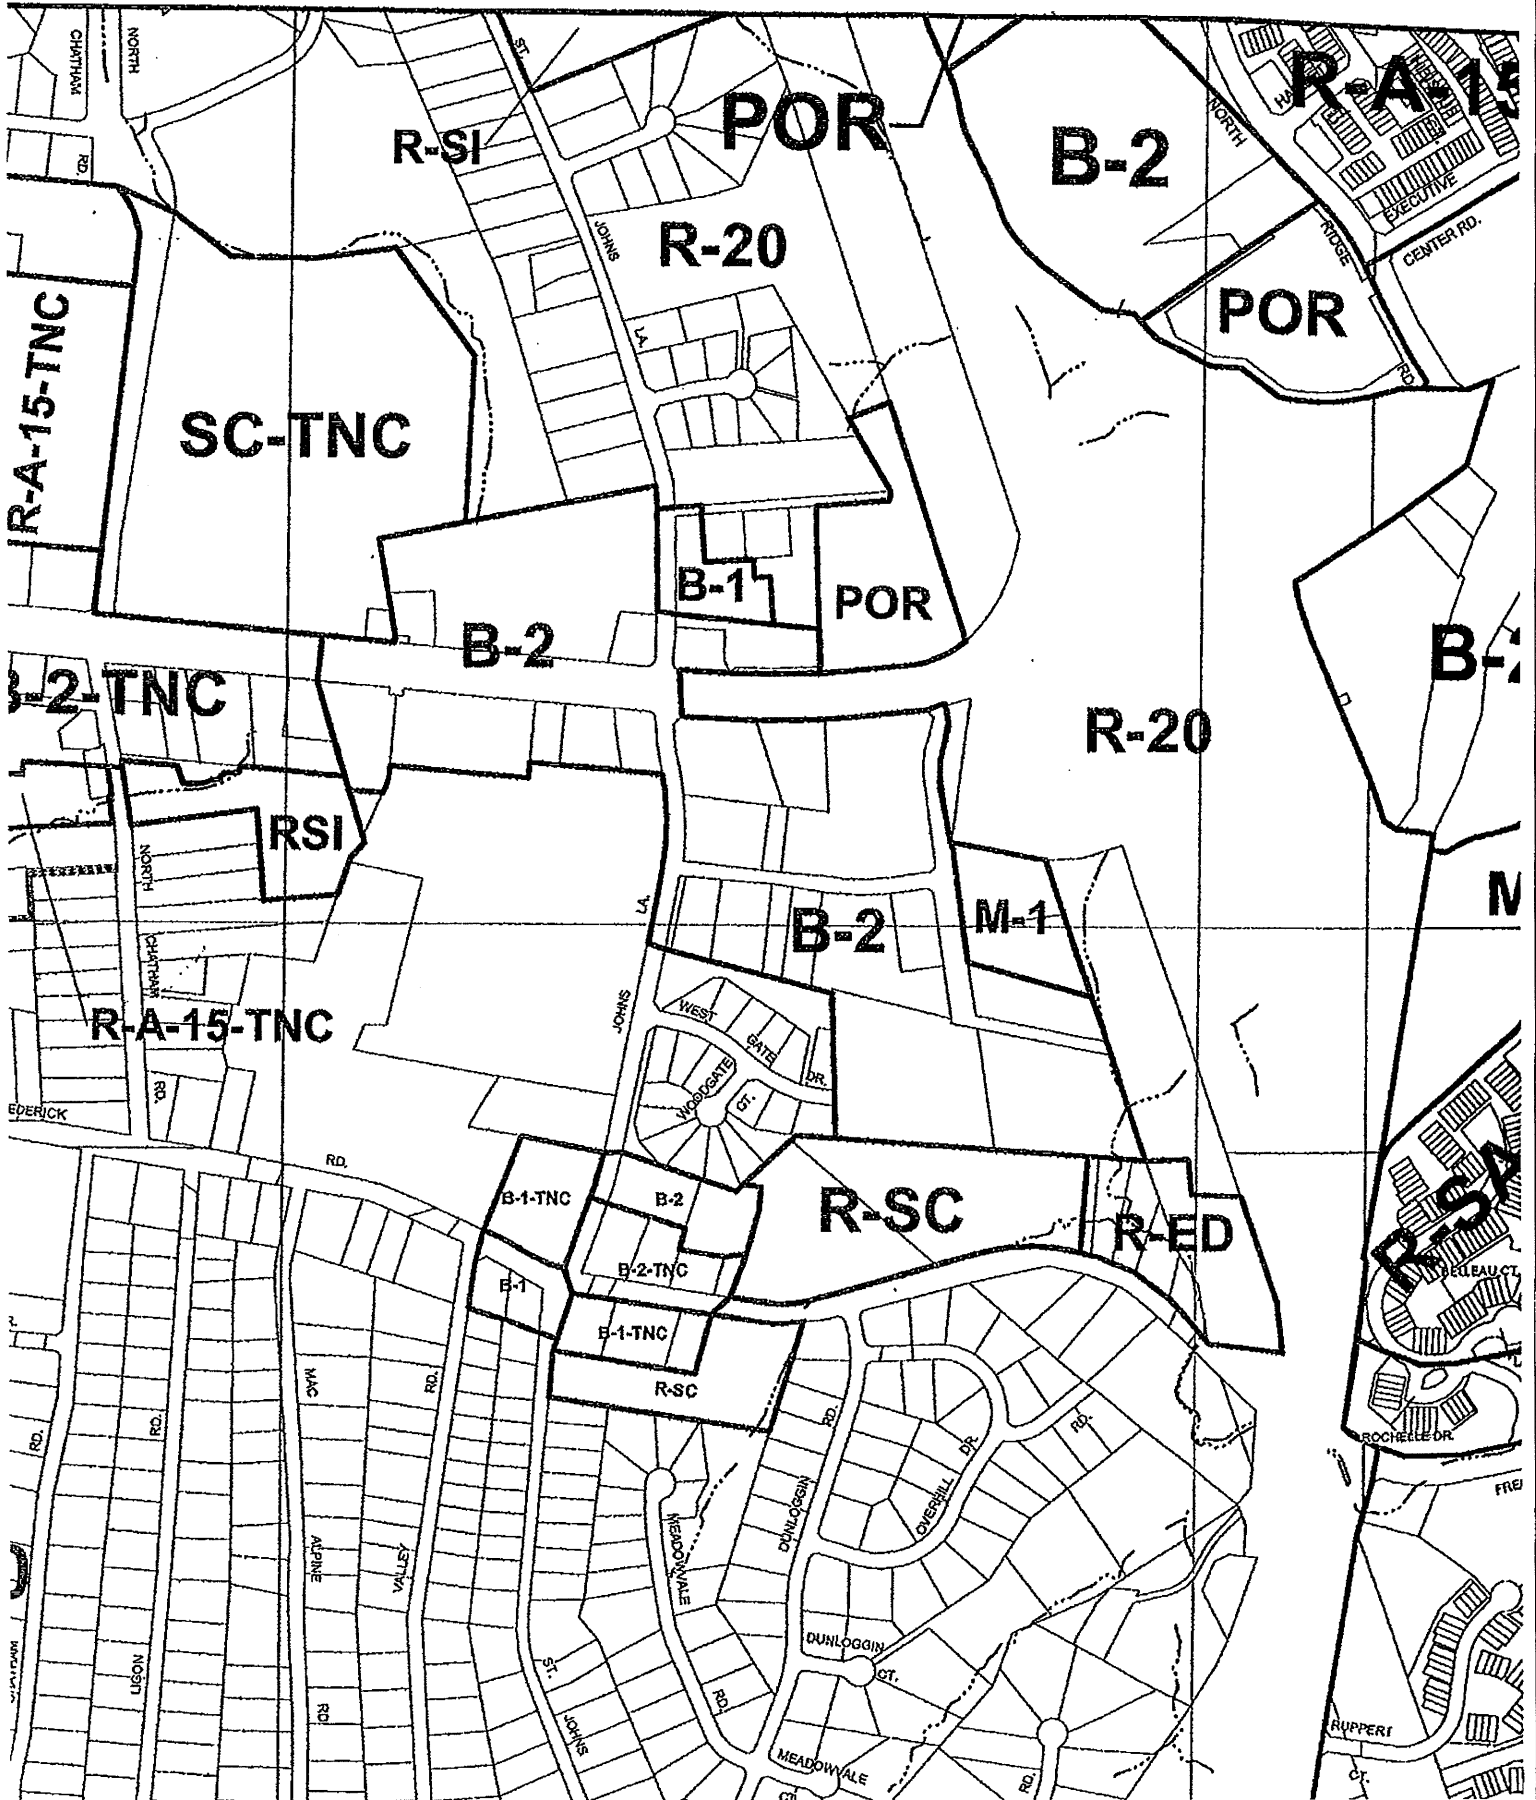 NORTH
CHATHAM
RD.
ST.
R-SI
POR
B-2
NORTH
R-A-15
EXECUTIVE
CENTER RD.
RIDGE
RD.
POR
JOHNS
LA.
R-20
R-A-15-TNC
SC-TNC
B-1
POR
B-2
R-20
RSI
NORTH
CHATHAM
RD.
LA.
JOHNS
B-2
M-1
M
R-A-15-TNC
WEST
GATE
DR.
WOODGATE
CT.
RD.
B-1-TNC
B-2
R-SC
R-ED
B-2-TNC
B-1
B-1-TNC
R-SC
BELLEAU CT.
ROCHELLE DR.
RD.
RD.
MAC
ALPINE
RD.
RD.
VALLEY
NOGIL
RD.
DUNLOGGIN
DR.
OVERHILL
RD.
MEADOWVALE
RD.
DUNLOGGIN
CT.
ST.
JOHNS
MEADOWVALE
RD.
RUPPERT
CT.